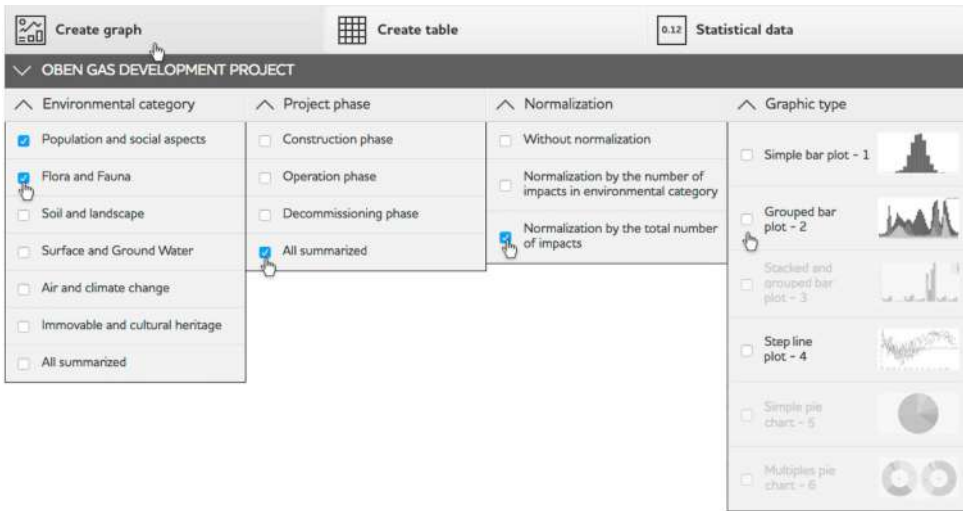 Create graph
Create table
0.12
Statistical data
OBEN GAS DEVELOPMENT PROJECT
Environmental category
Population and social aspects
Flora and Fauna
Soil and landscape
Surface and Ground Water
Air and climate change
Immovable and cultural heritage
All summarized
Project phase
Construction phase
Operation phase
Decommissioning phase
All summarized
Normalization
Without normalization
Normalization by the number of
impacts in environmental category
Normalization by the total number
of impacts
Graphic type
Simple bar plot - 1
Grouped bar
plot - 2
Stacked and
grouped bar
plot - 3
Step line
plot - 4
Simple pie
chart - 5
Multiples pie
chart - 6